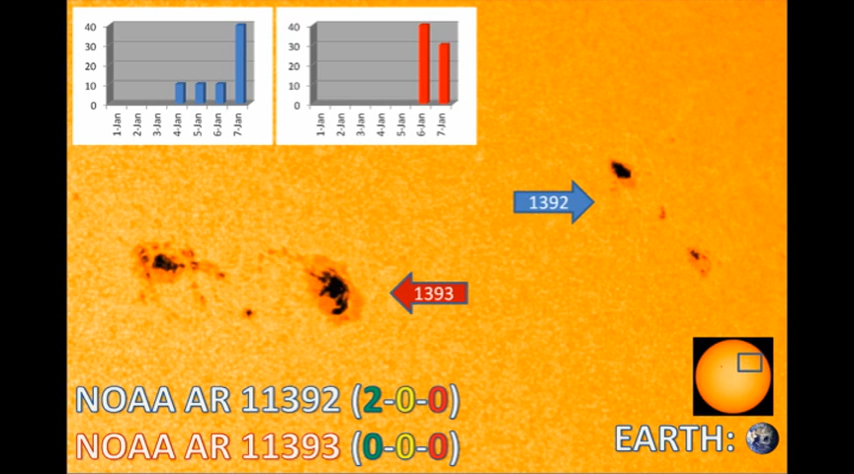 40
30
20
10
0
1-Jan
2-Jan
3-Jan
4-Jan
5-Jan
6-Jan
7-Jan
40
30
20
10
0
1-Jan
2-Jan
3-Jan
4-Jan
5-Jan
6-Jan
7-Jan
1392
1393
NOAA AR 11392 (2-0-0)
NOAA AR 11393 (0-0-0)
EARTH: